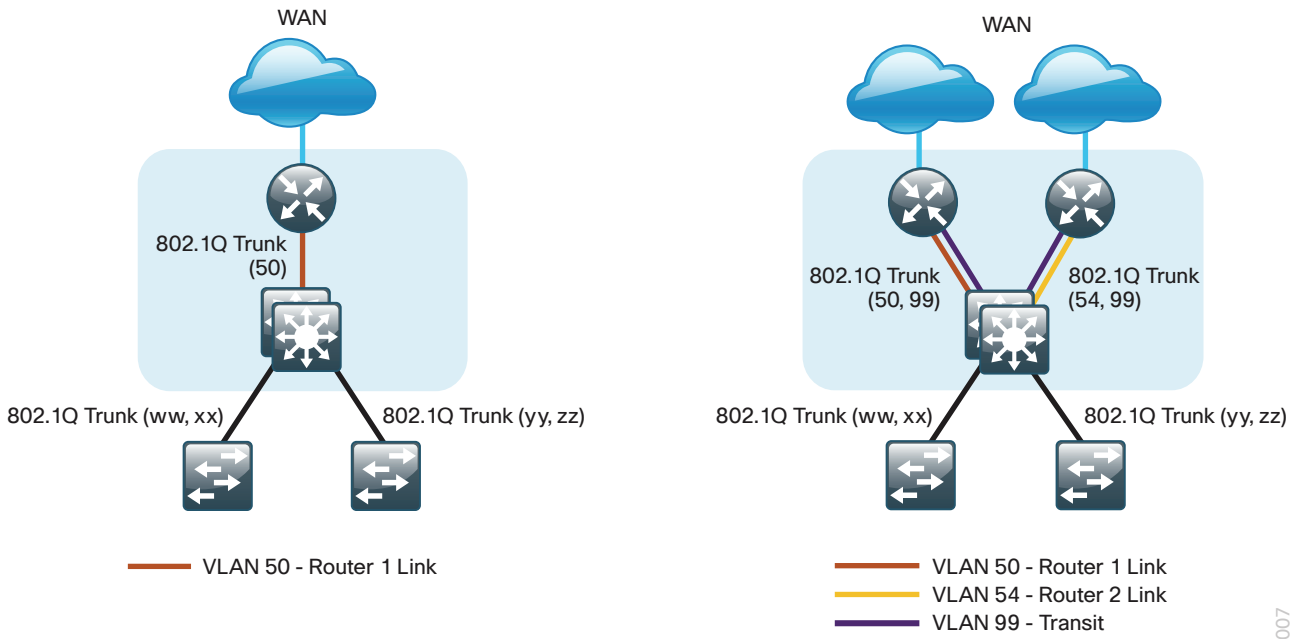 WAN
802.1Q Trunk
(50)
802.1Q Trunk (ww, xx)
802.1Q Trunk (yy, zz)
VLAN 50 - Router 1 Link
WAN
802.1Q Trunk
(50, 99)
802.1Q Trunk
(54, 99)
802.1Q Trunk (ww, xx)
802.1Q Trunk (yy, zz)
VLAN 50 - Router 1 Link
VLAN 54 - Router 2 Link
VLAN 99 - Transit
007